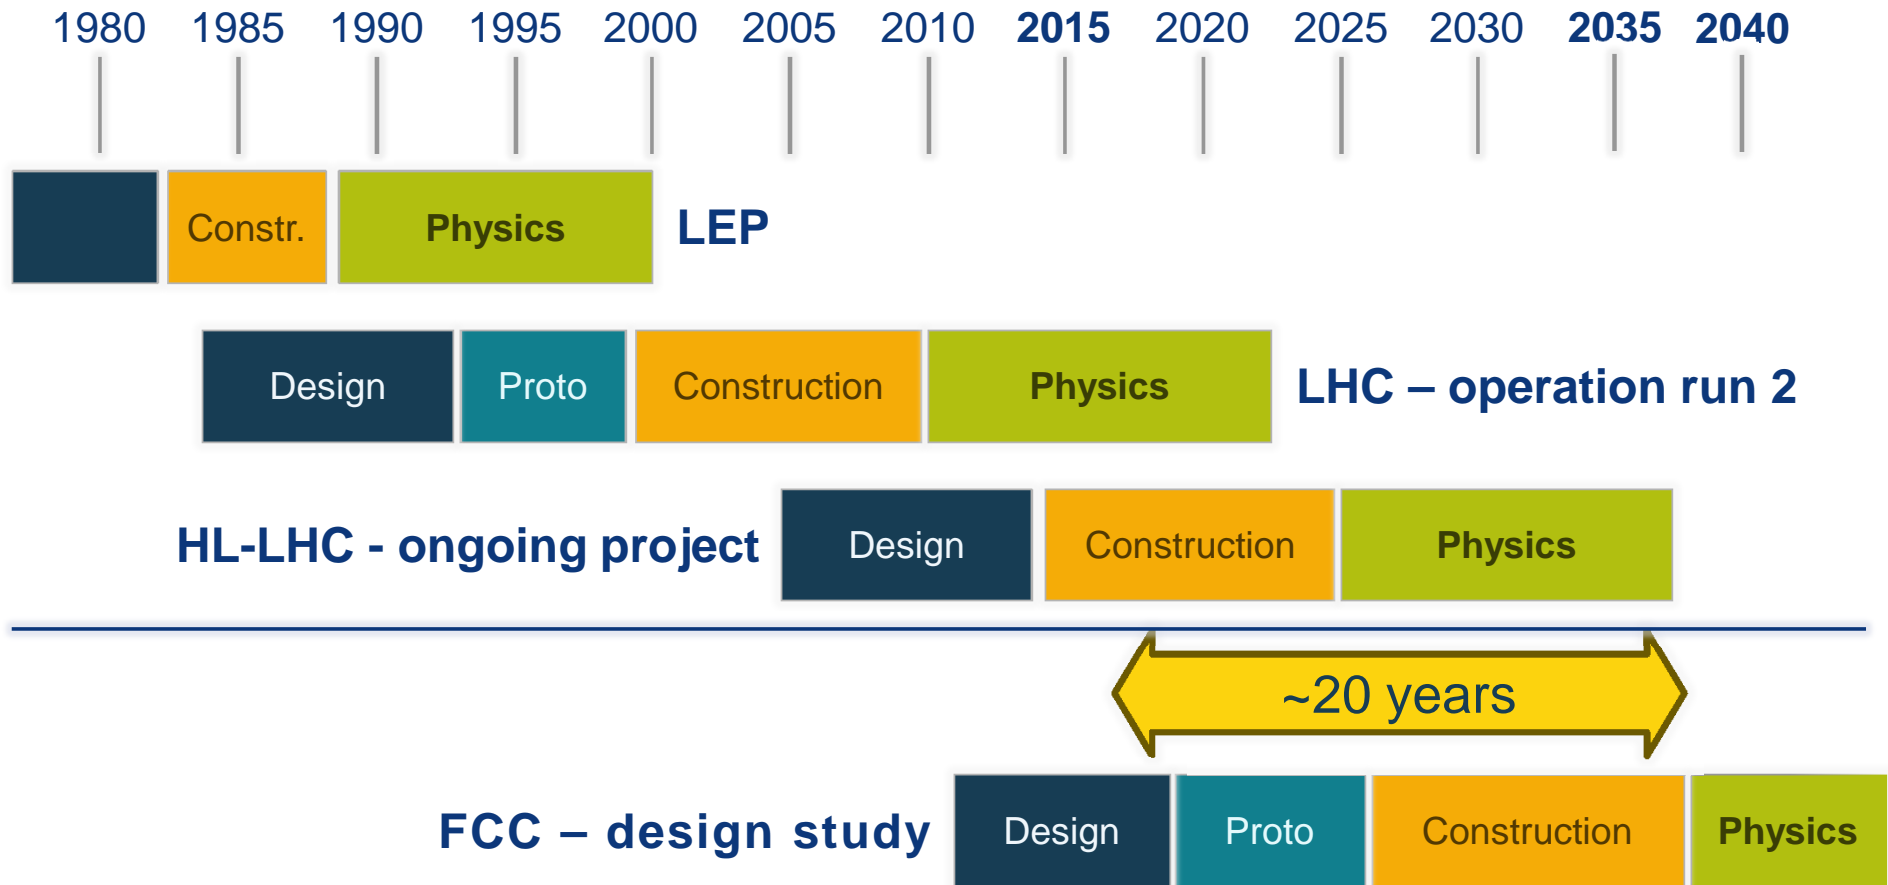 1980 1985 1990 1995 2000 2005 2010 2015 2020 2025 2030 2035 2040
Constr. Physics LEP
Design Proto Construction Physics LHC – operation run 2
HL-LHC - ongoing project Design Construction Physics
~20 years
FCC – design study Design Proto Construction Physics